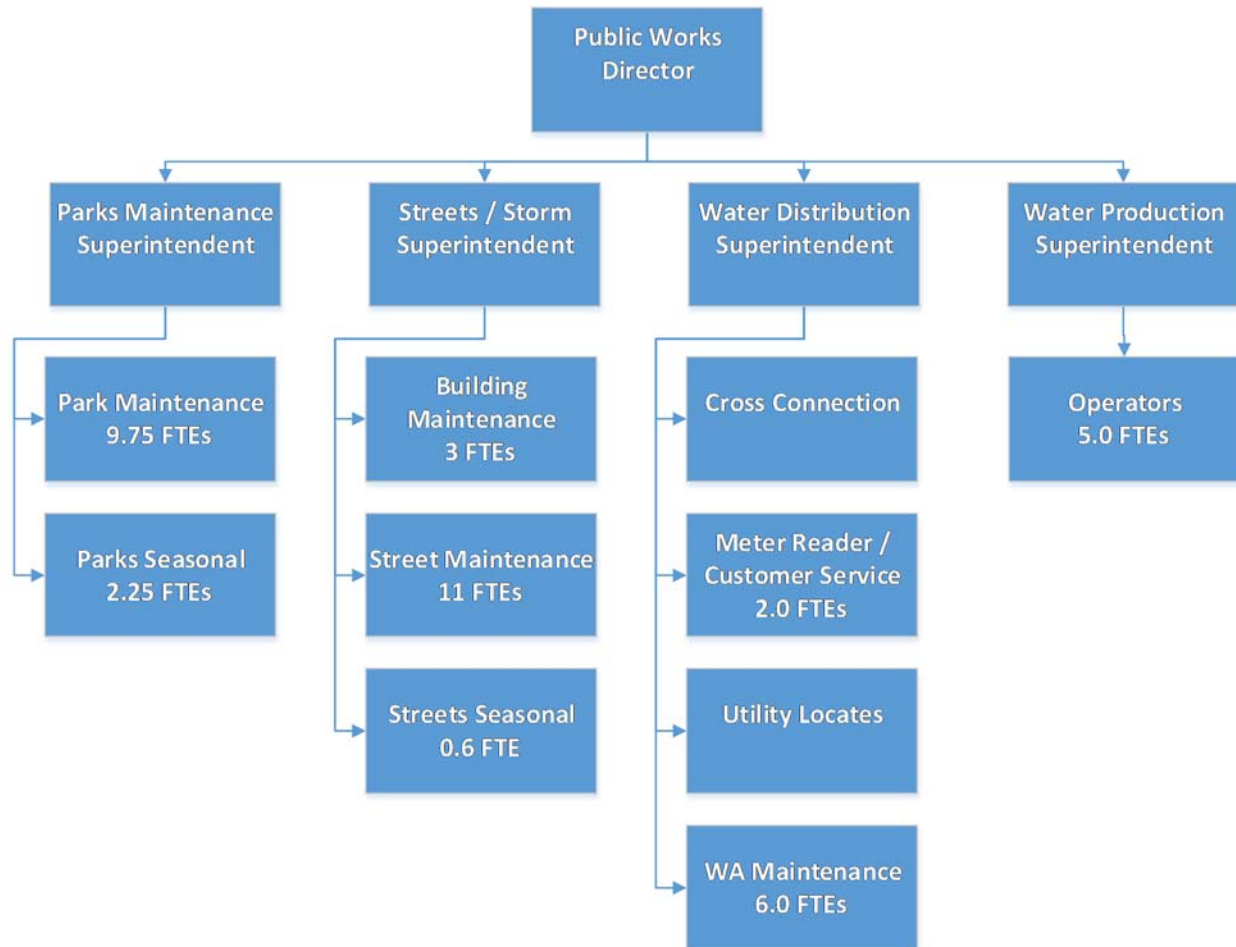 Public Works
Director
Parks Maintenance
Superintendent
Streets / Storm
Superintendent
Water Distribution
Superintendent
Water Production
Superintendent
Park Maintenance
9.75 FTEs
Building
Maintenance
3 FTEs
Cross Connection
Operators
5.0 FTEs
Parks Seasonal
2.25 FTEs
Street Maintenance
11 FTEs
Meter Reader /
Customer Service
2.0 FTEs
Streets Seasonal
0.6 FTE
Utility Locates
WA Maintenance
6.0 FTEs